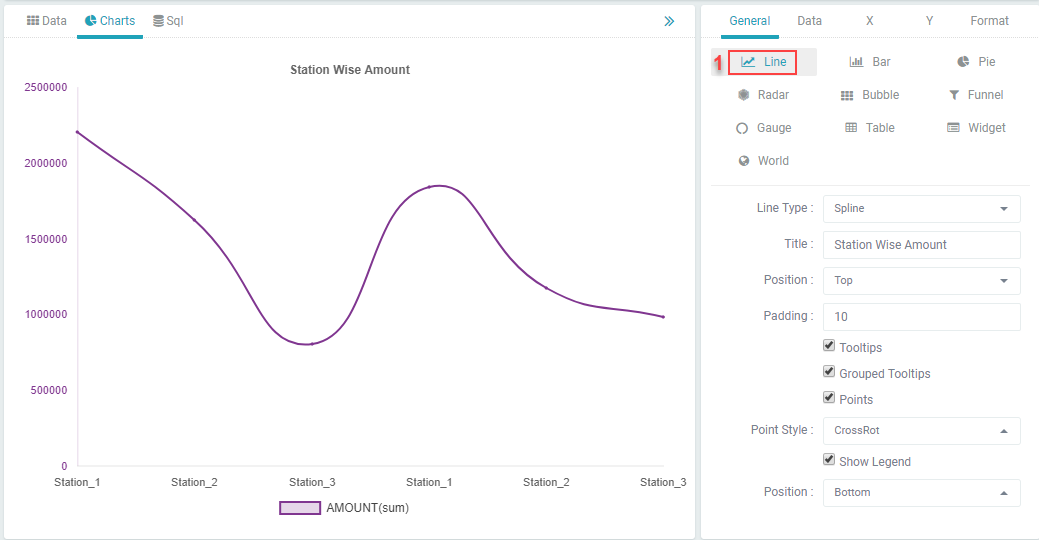 Data Charts Sql
Station Wise Amount
2500000
2000000
1500000
1000000
500000
0
Station_1 Station_2 Station_3 Station_1 Station_2 Station_3
AMOUNT(sum)
General Data X Y Format
1 Line Bar Pie
Radar Bubble Funnel
Gauge Table Widget
World
Line Type : Spline
Title : Station Wise Amount
Position : Top
Padding : 10
Tooltips
Grouped Tooltips
Points
Point Style : CrossRot
Show Legend
Position : Bottom